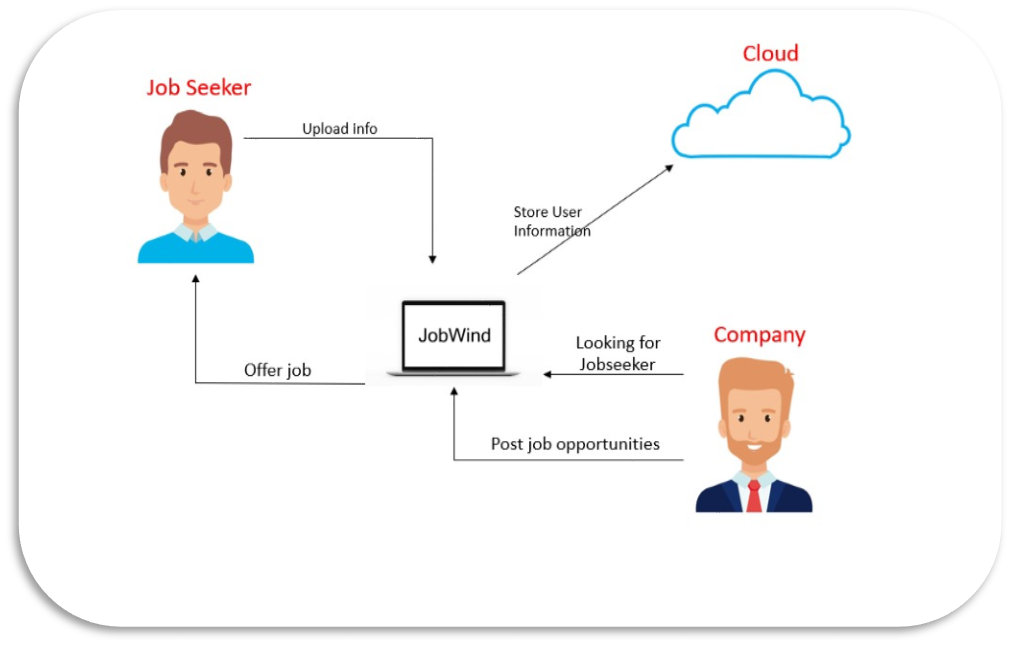 Cloud
Job Seeker
Upload info
Store User
Information
JobWind
Company
Looking for
Jobseeker
Offer job
Post job opportunities